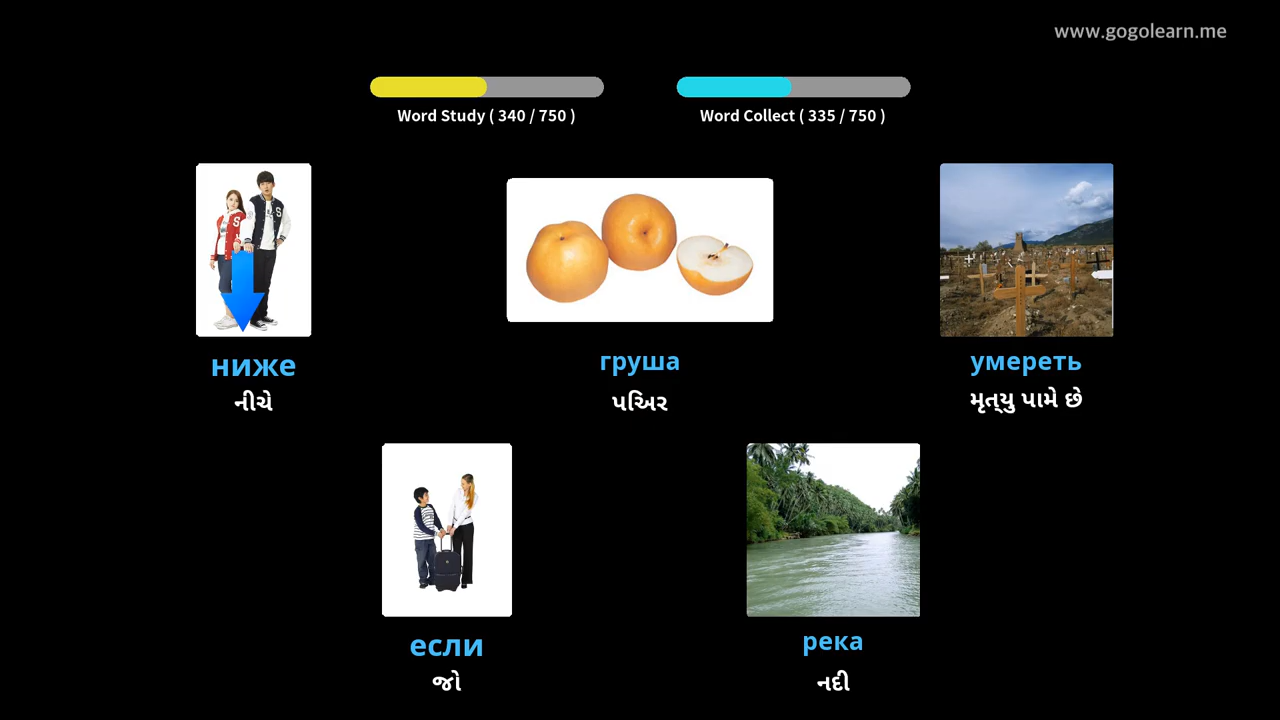 www.gogolearn.me
Word Study ( 340 / 750 )
Word Collect ( 335 / 750 )
ниже
નીચે
груша
પઅિર
умереть
મૃત્યુ પામે છે
если
જો
река
નદી